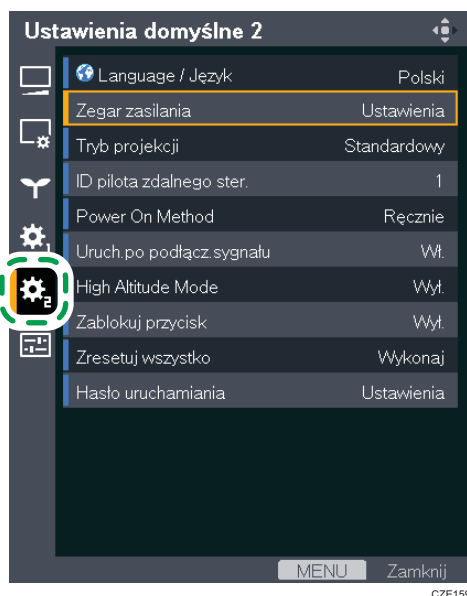 Ustawienia domyślne 2
Language / Język Polski
Zegar zasilania Ustawienia
Tryb projekcji Standardowy
ID pilota zdalnego ster. 1
Power On Method Ręcznie
Uruch.po podłącz.sygnału Wł.
High Altitude Mode Wył.
Zablokuj przycisk Wył.
Zresetuj wszystko Wykonaj
Hasło uruchamiania Ustawienia
MENU Zamknij